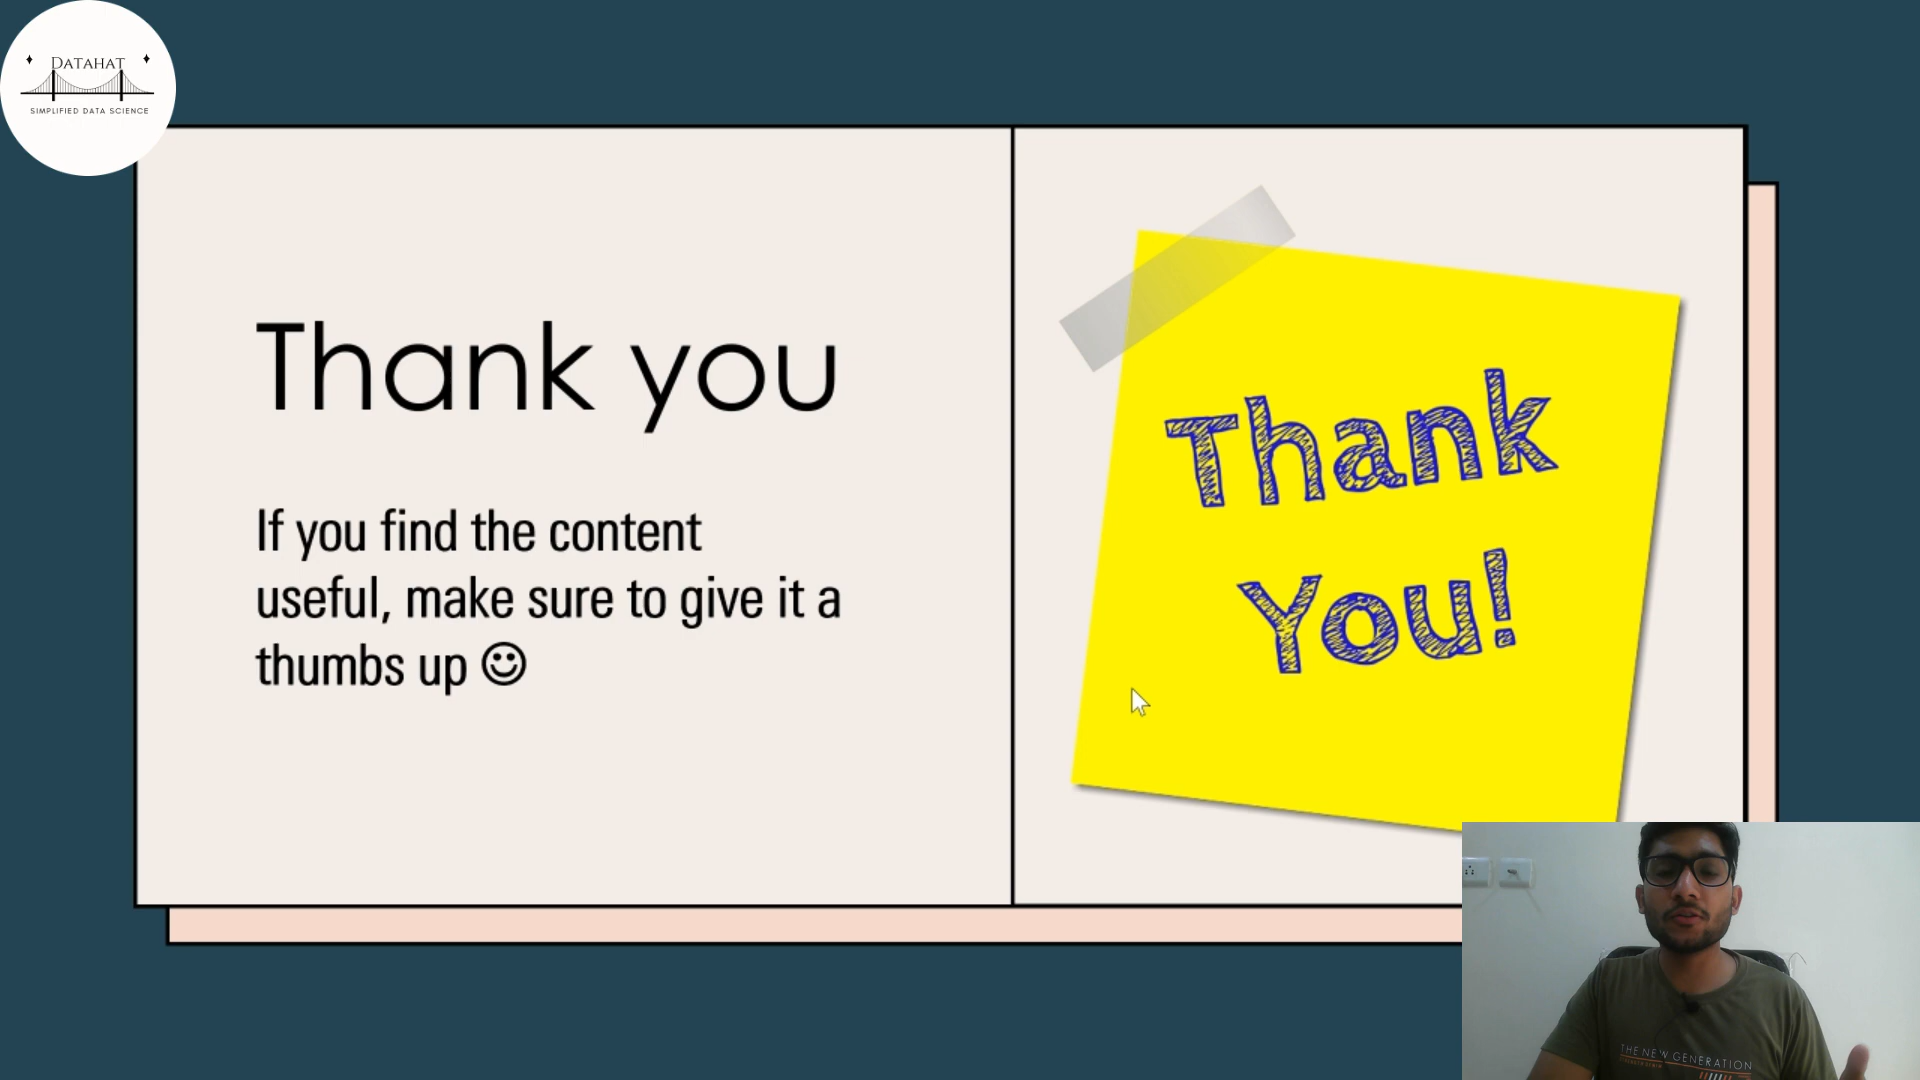 DATAHAT
SIMPLIFIED DATA SCIENCE
Thank you
If you find the content
useful, make sure to give it a
thumbs up ☺
Thank
You!
THE NEW GENERATION